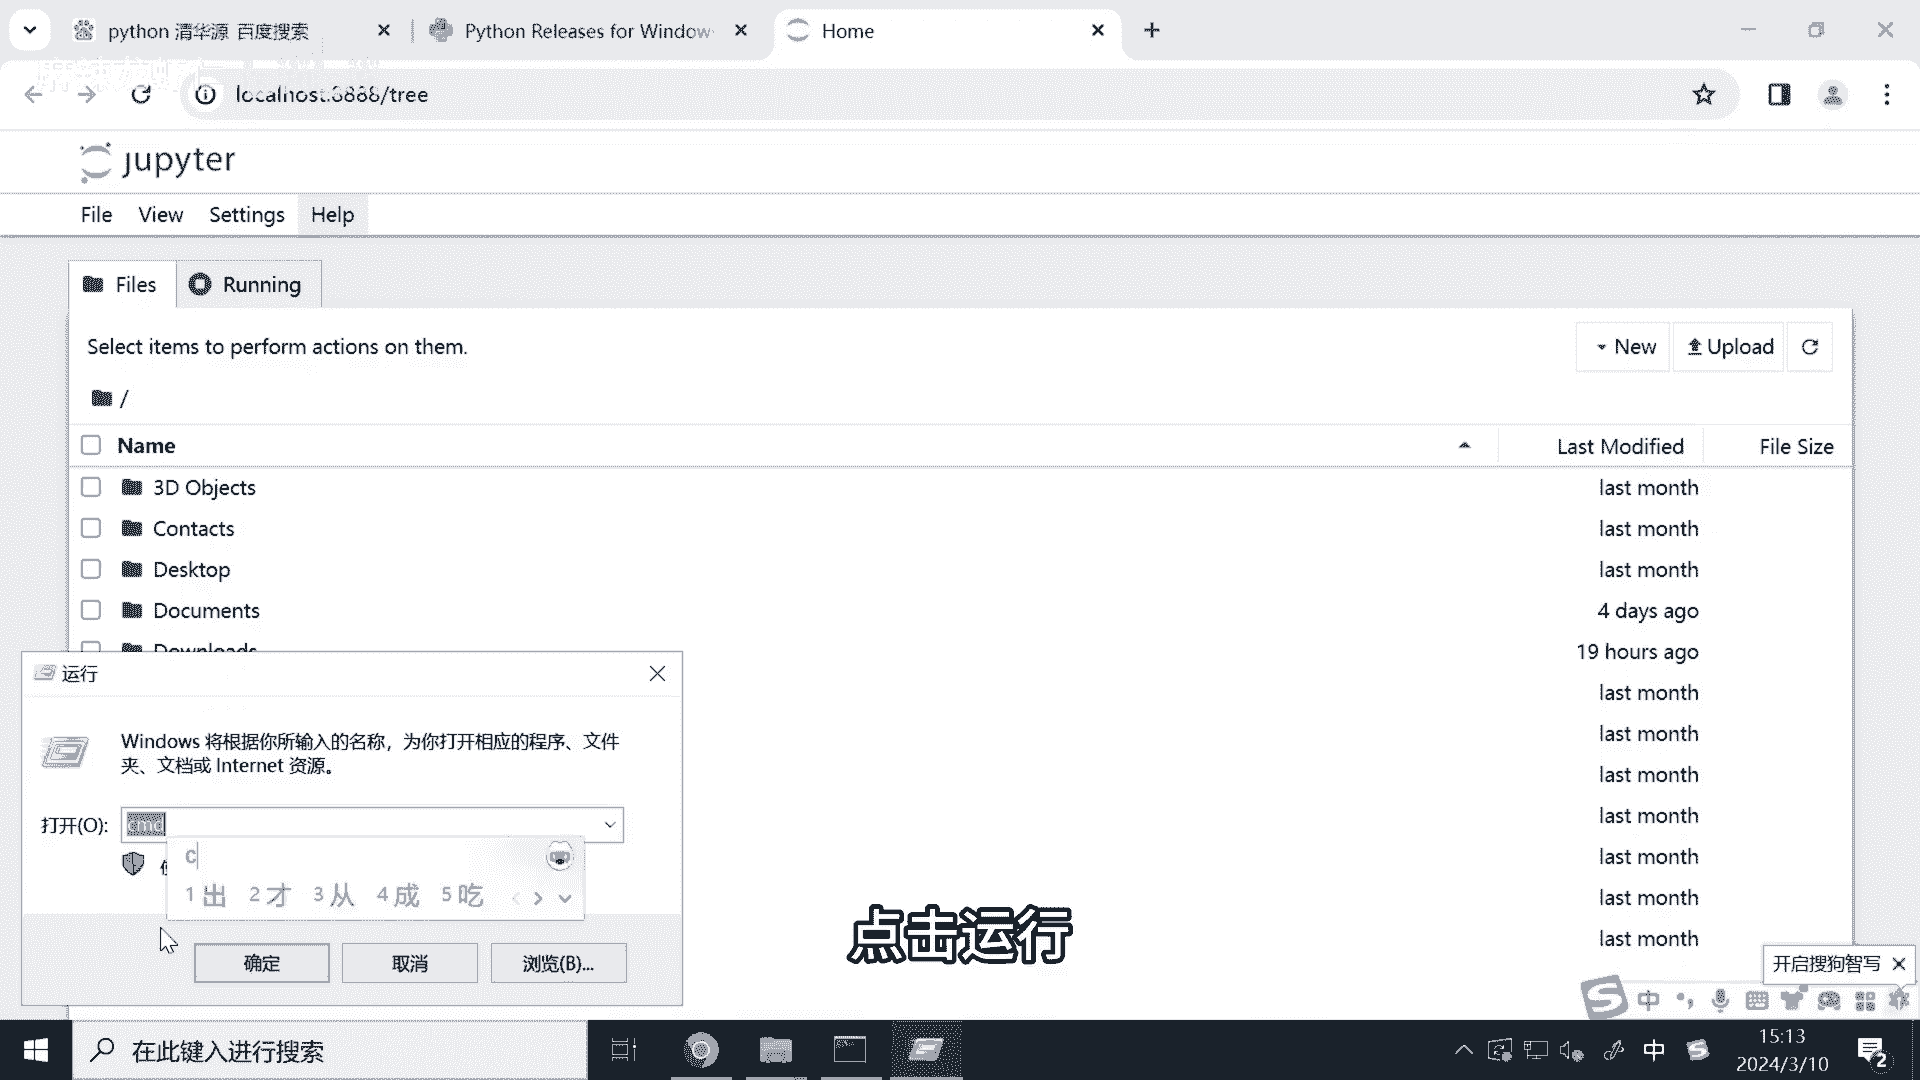 python 清华源_百度搜索
Python Releases for Window
Home
localhost:8888/tree
jupyter
File View Settings Help
Files Running
Select items to perform actions on them.
New Upload
/
Name Last Modified File Size
3D Objects last month
Contacts last month
Desktop last month
Documents 4 days ago
Downloads 19 hours ago
last month
last month
last month
last month
last month
last month
last month
运行
Windows 将根据你所输入的名称，为你打开相应的程序、文件
夹、文档或 Internet 资源。
打开(O): cmd
c
1出 2才 3从 4成 5吃
确定 取消 浏览(B)...
点击运行
开启搜狗智写
中
在此键入进行搜索
中
15:13
2024/3/10
2